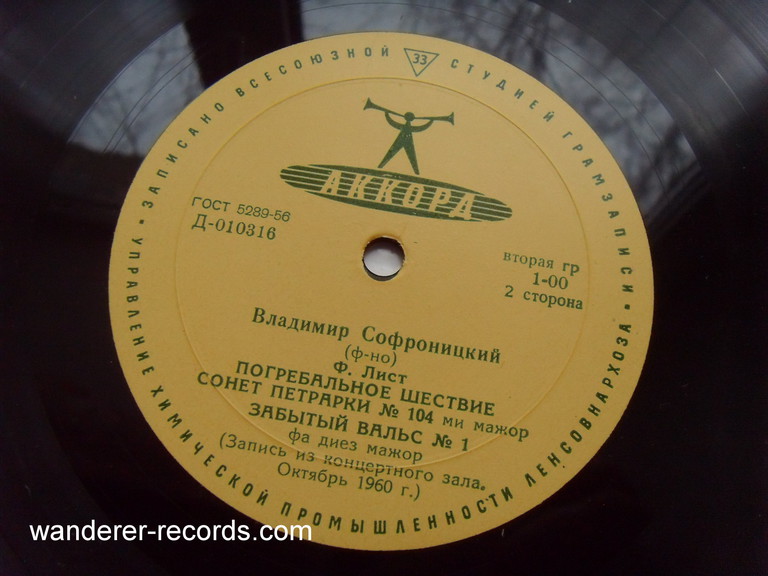 ЗАПИСАНО ВСЕСОЮЗНОЙ 33 СТУДИЕЙ ГРАМЗАПИСИ
УПРАВЛЕНИЕ ХИМИЧЕСКОЙ ПРОМЫШЛЕННОСТИ ЛЕНСОВНАРХОЗА
АККОРД
ГОСТ 5289-56
Д-010316
вторая гр
1-00
2 сторона
Владимир Софроницкий
(ф-но)
Ф. Лист
ПОГРЕБАЛЬНОЕ ШЕСТВИЕ
СОНЕТ ПЕТРАРКИ № 104 ми мажор
ЗАБЫТЫЙ ВАЛЬС № 1
фа диез мажор
(Запись из концертного зала.
Октябрь 1960 г.)
wanderer-records.com